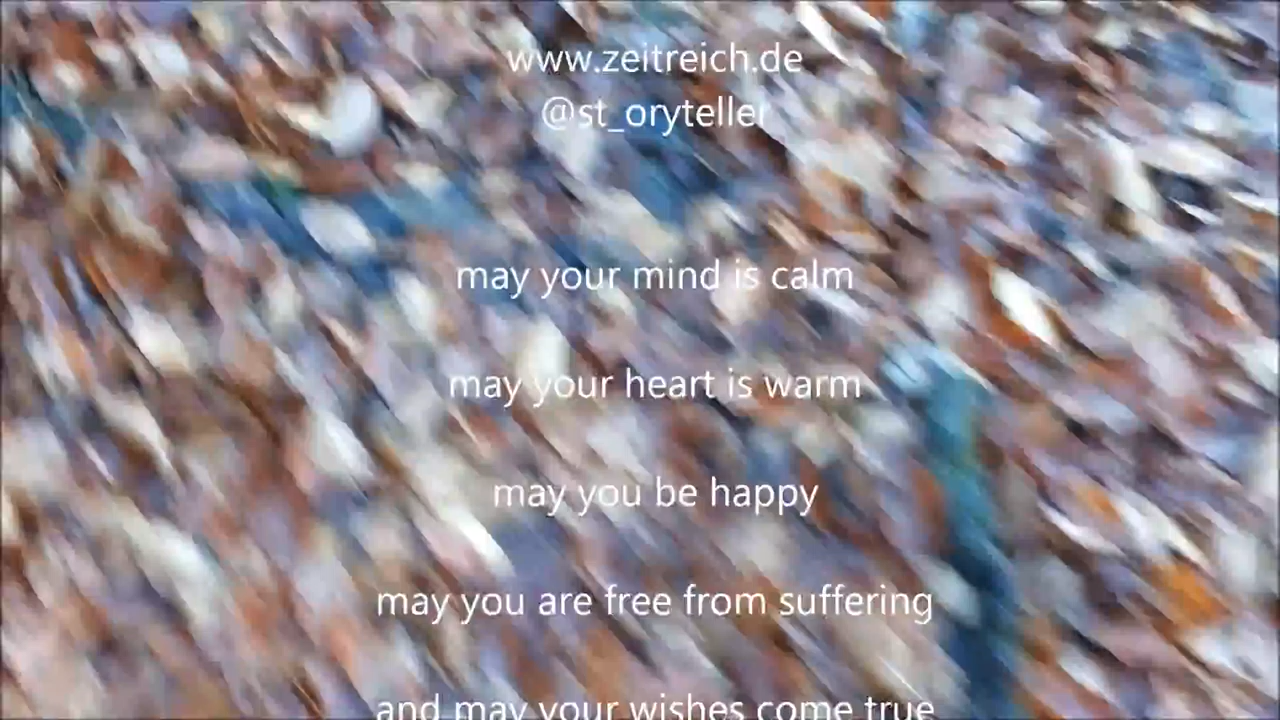 www.zeitreich.de
@st_oryteller
may your mind is calm
may your heart is warm
may you be happy
may you are free from suffering
and may your wishes come true